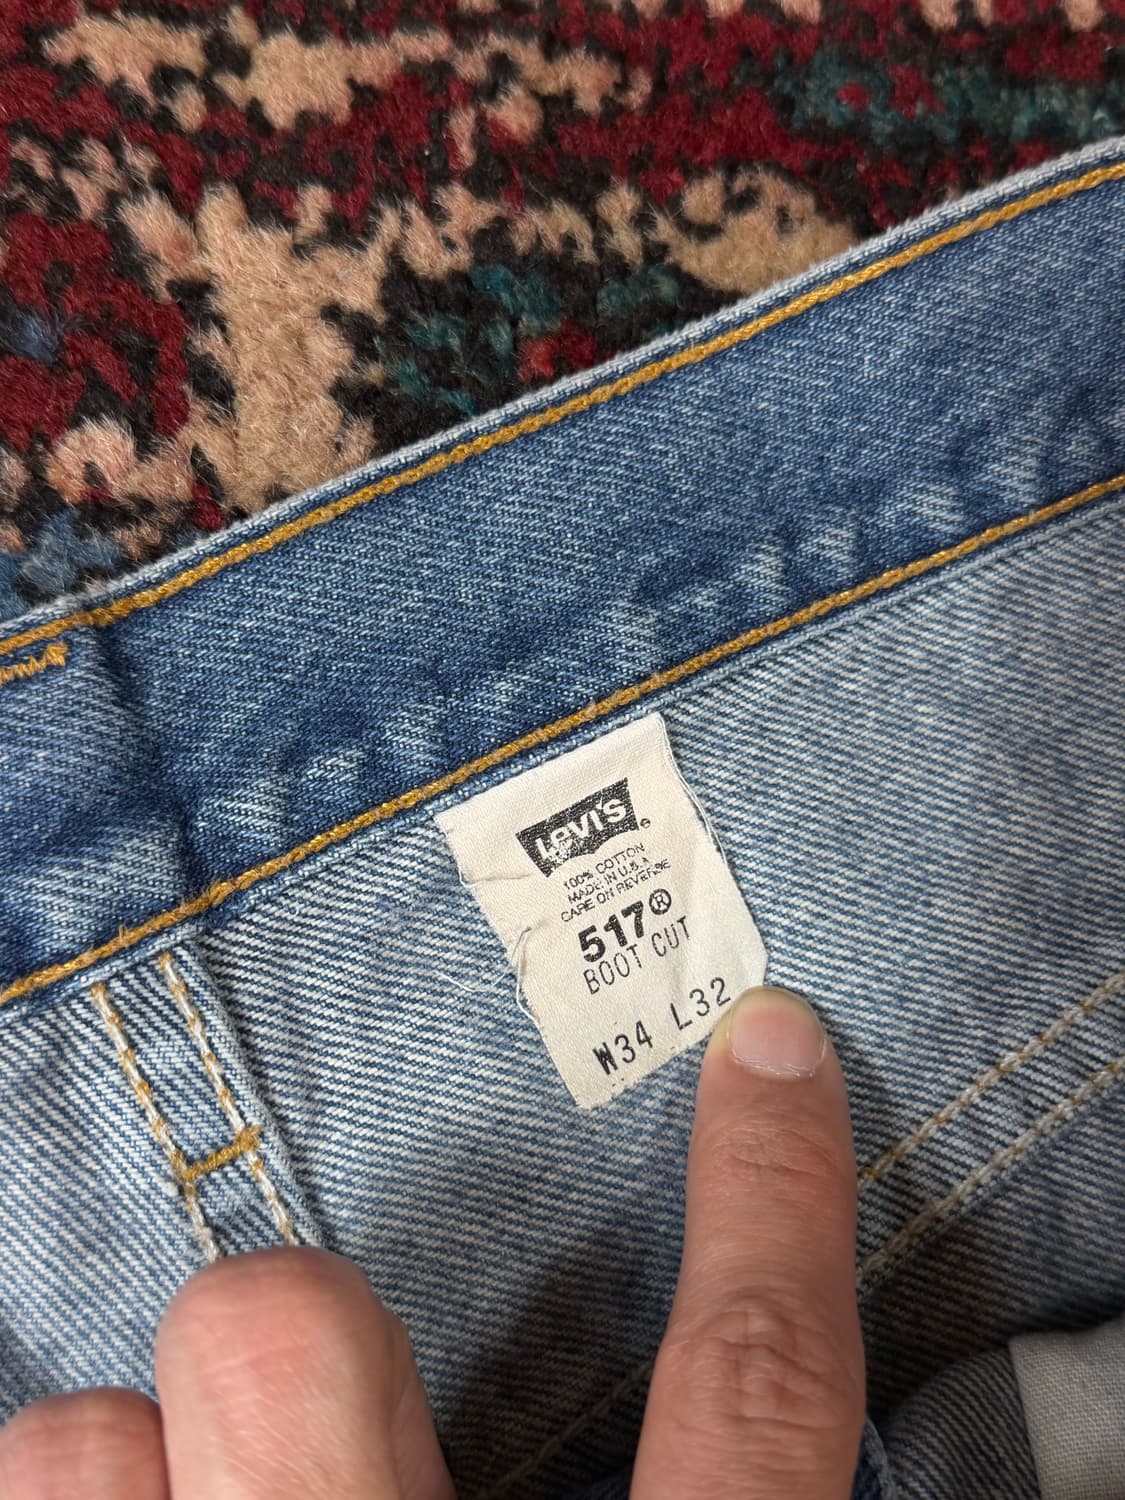 Levi's ®
100% COTTON
MADE IN U.S.A
CARE ON REVERSE
517®
BOOT CUT
W34 L32